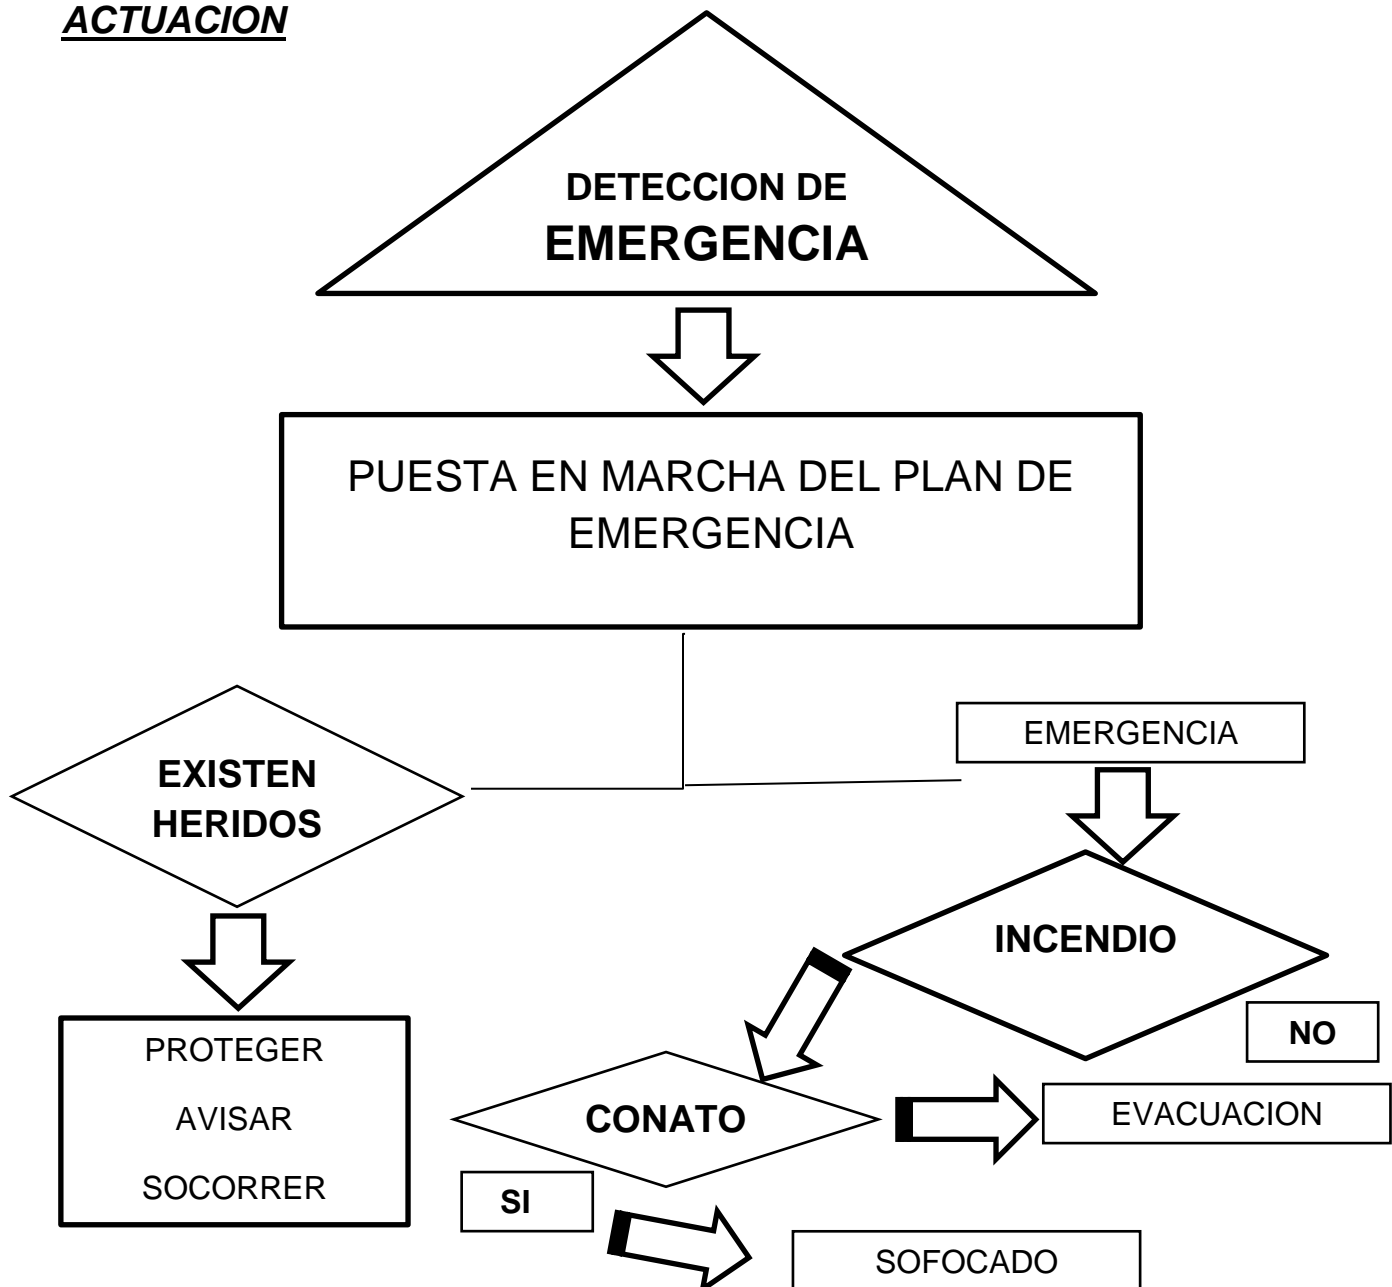 ACTUACION
DETECCION DE
EMERGENCIA
PUESTA EN MARCHA DEL PLAN DE
EMERGENCIA
EXISTEN
HERIDOS
PROTEGER
AVISAR
SOCORRER
EMERGENCIA
INCENDIO
NO
CONATO
EVACUACION
SI
SOFOCADO